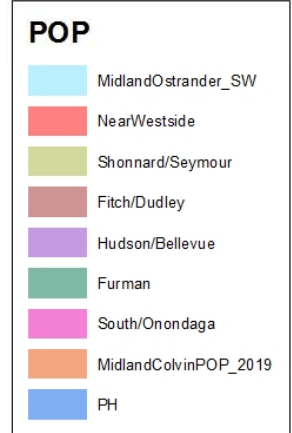 POP
MidlandOstrander_SW
NearWestside
Shonnard/Seymour
Fitch/Dudley
Hudson/Bellevue
Furman
South/Onondaga
MidlandColvinPOP_2019
PH